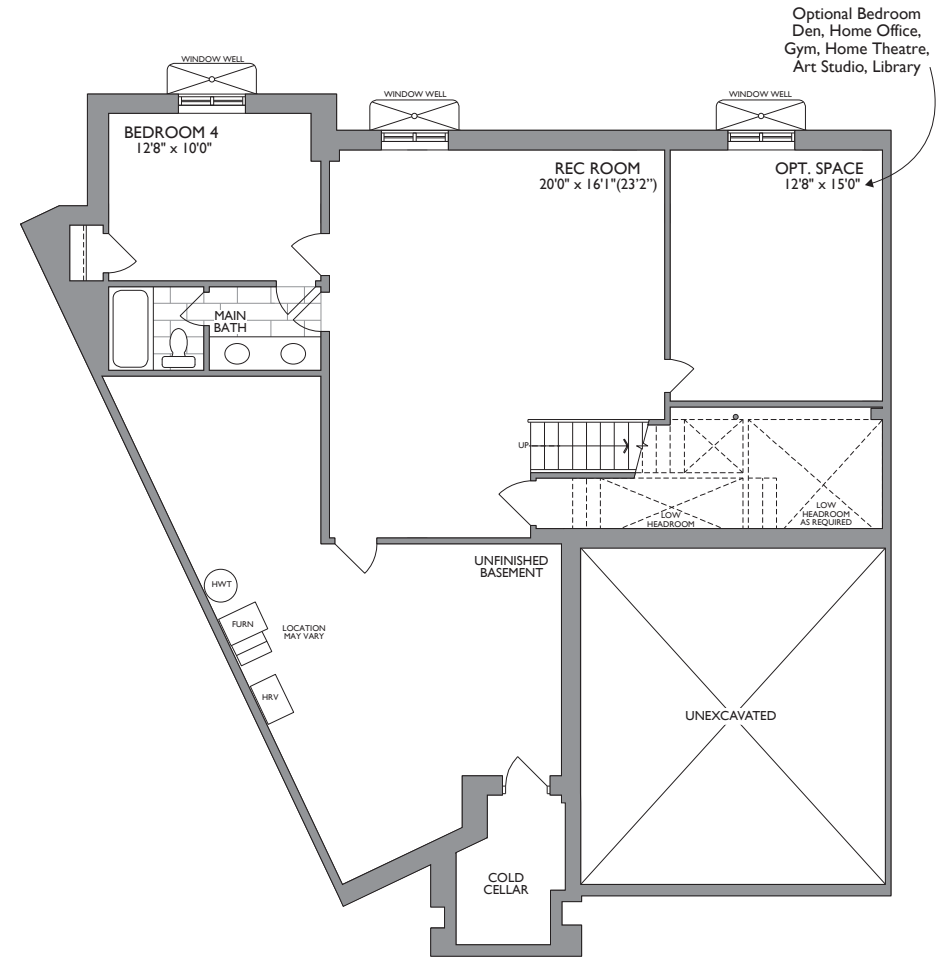 Optional Bedroom
Den, Home Office,
Gym, Home Theatre,
Art Studio, Library
WINDOW WELL
WINDOW WELL
WINDOW WELL
BEDROOM 4
12'8" x 10'0"
REC ROOM
20'0" x 16'1"(23'2”)
OPT. SPACE
12'8" x 15'0"
MAIN
BATH
UP
LOW
HEADROOM
LOW
HEADROOM
AS REQUIRED
UNFINISHED
BASEMENT
HWT
FURN
LOCATION
MAY VARY
HRV
UNEXCAVATED
COLD
CELLAR